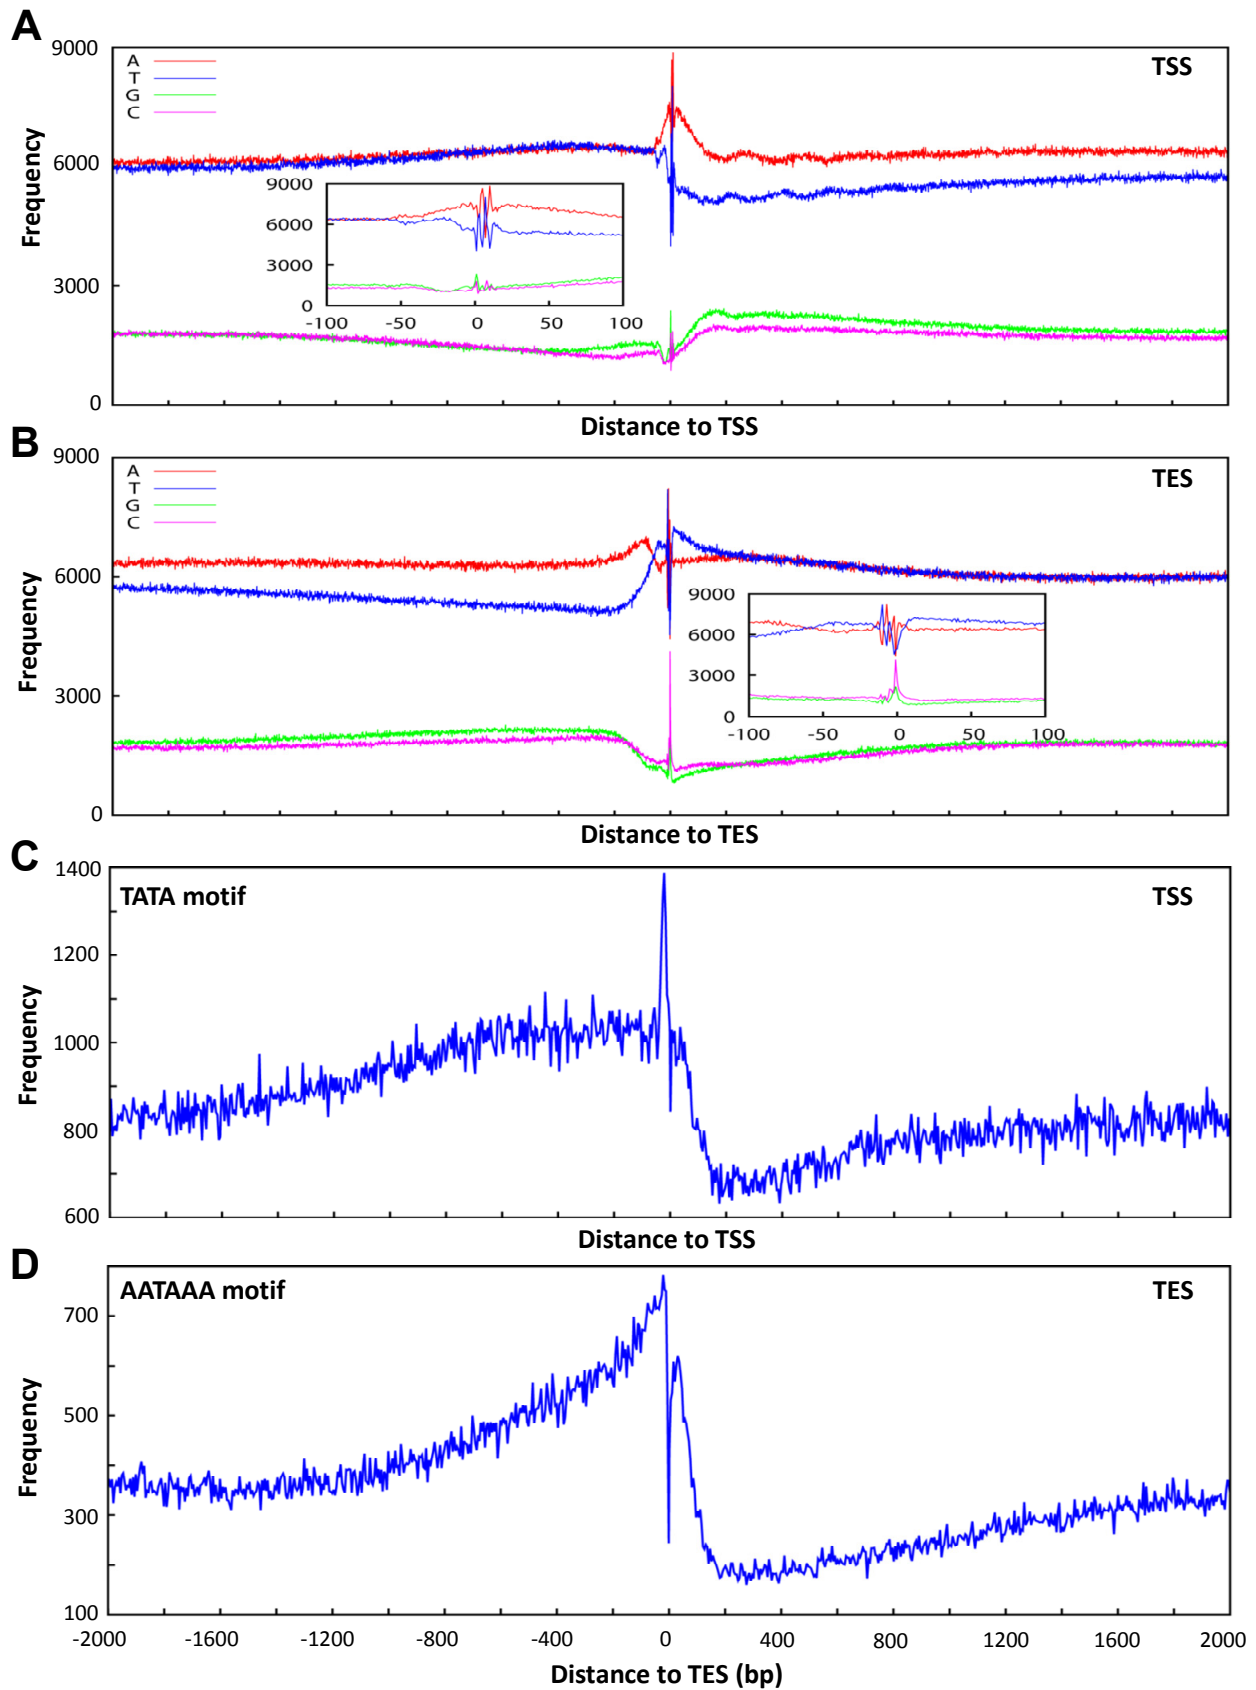 A
9000
A
T
G
C
TSS
6000
Frequency
9000
6000
3000
0
-100 -50 0 50 100
3000
0
Distance to TSS
B
9000
A
T
G
C
TES
6000
Frequency
9000
6000
3000
0
-100 -50 0 50 100
3000
0
Distance to TES
C
1400
TATA motif TSS
1200
Frequency
1000
800
600
Distance to TSS
D
AATAAA motif TES
700
Frequency
500
300
100
-2000 -1600 -1200 -800 -400 0 400 800 1200 1600 2000
Distance to TES (bp)